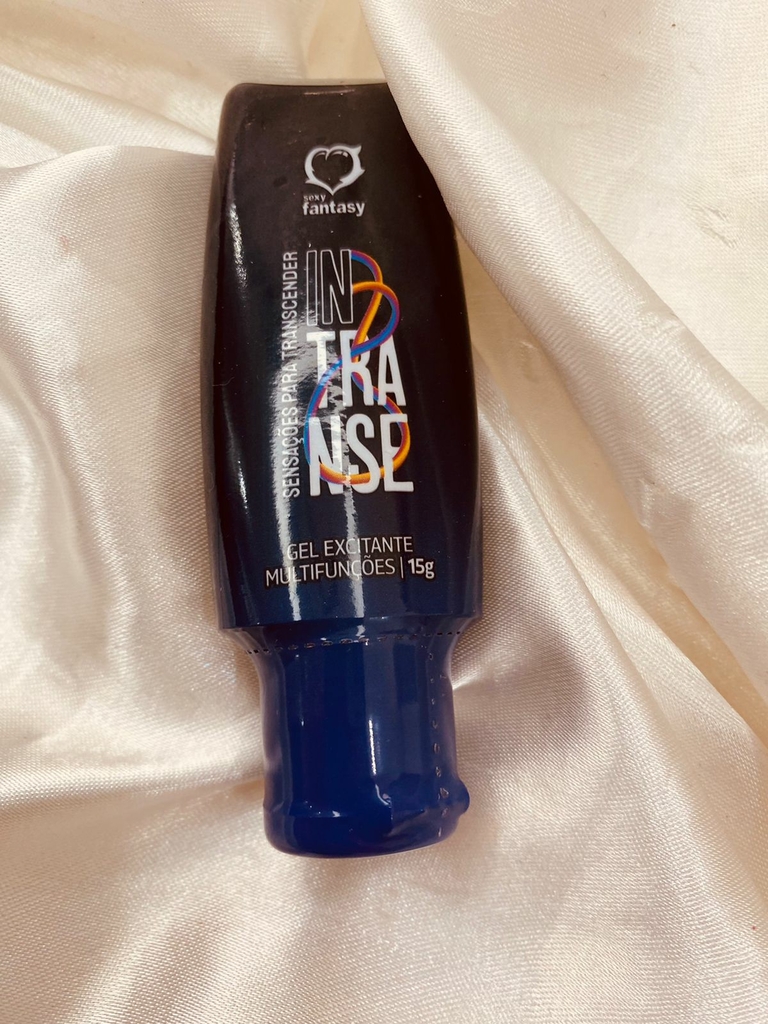 sexy
fantasy
SENSAÇÕES PARA TRANSCENDER
IN
TRA
NSE
GEL EXCITANTE
MULTIFUNÇÕES | 15g